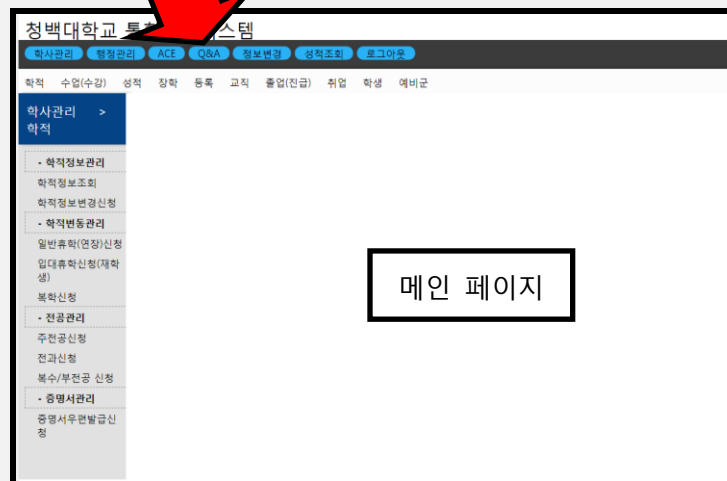 청백대학교 스템
학사관리 행정관리 ACE Q&A 정보변경 성적조회 로그아웃
학적 수업(수강) 성적 장학 등록 교직 졸업(진급) 취업 학생 예비군
학사관리 >
학적
- 학적정보관리
학적정보조회
학적정보변경신청
- 학적변동관리
일반휴학(연장)신청
입대휴학신청(재학
생)
복학신청
- 전공관리
주전공신청
전과신청
복수/부전공 신청
- 증명서관리
증명서우편발급신
청
메인 페이지